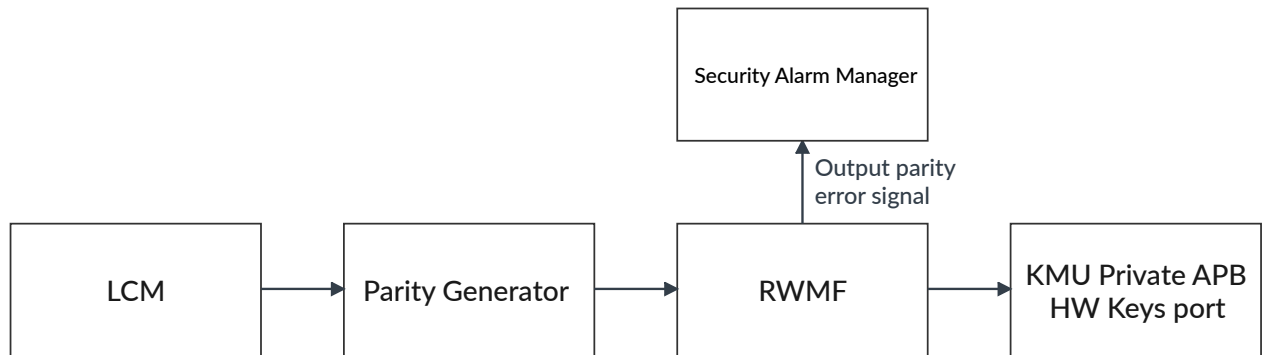 Security Alarm Manager
Output parity
error signal
LCM
Parity Generator
RWMF
KMU Private APB
HW Keys port